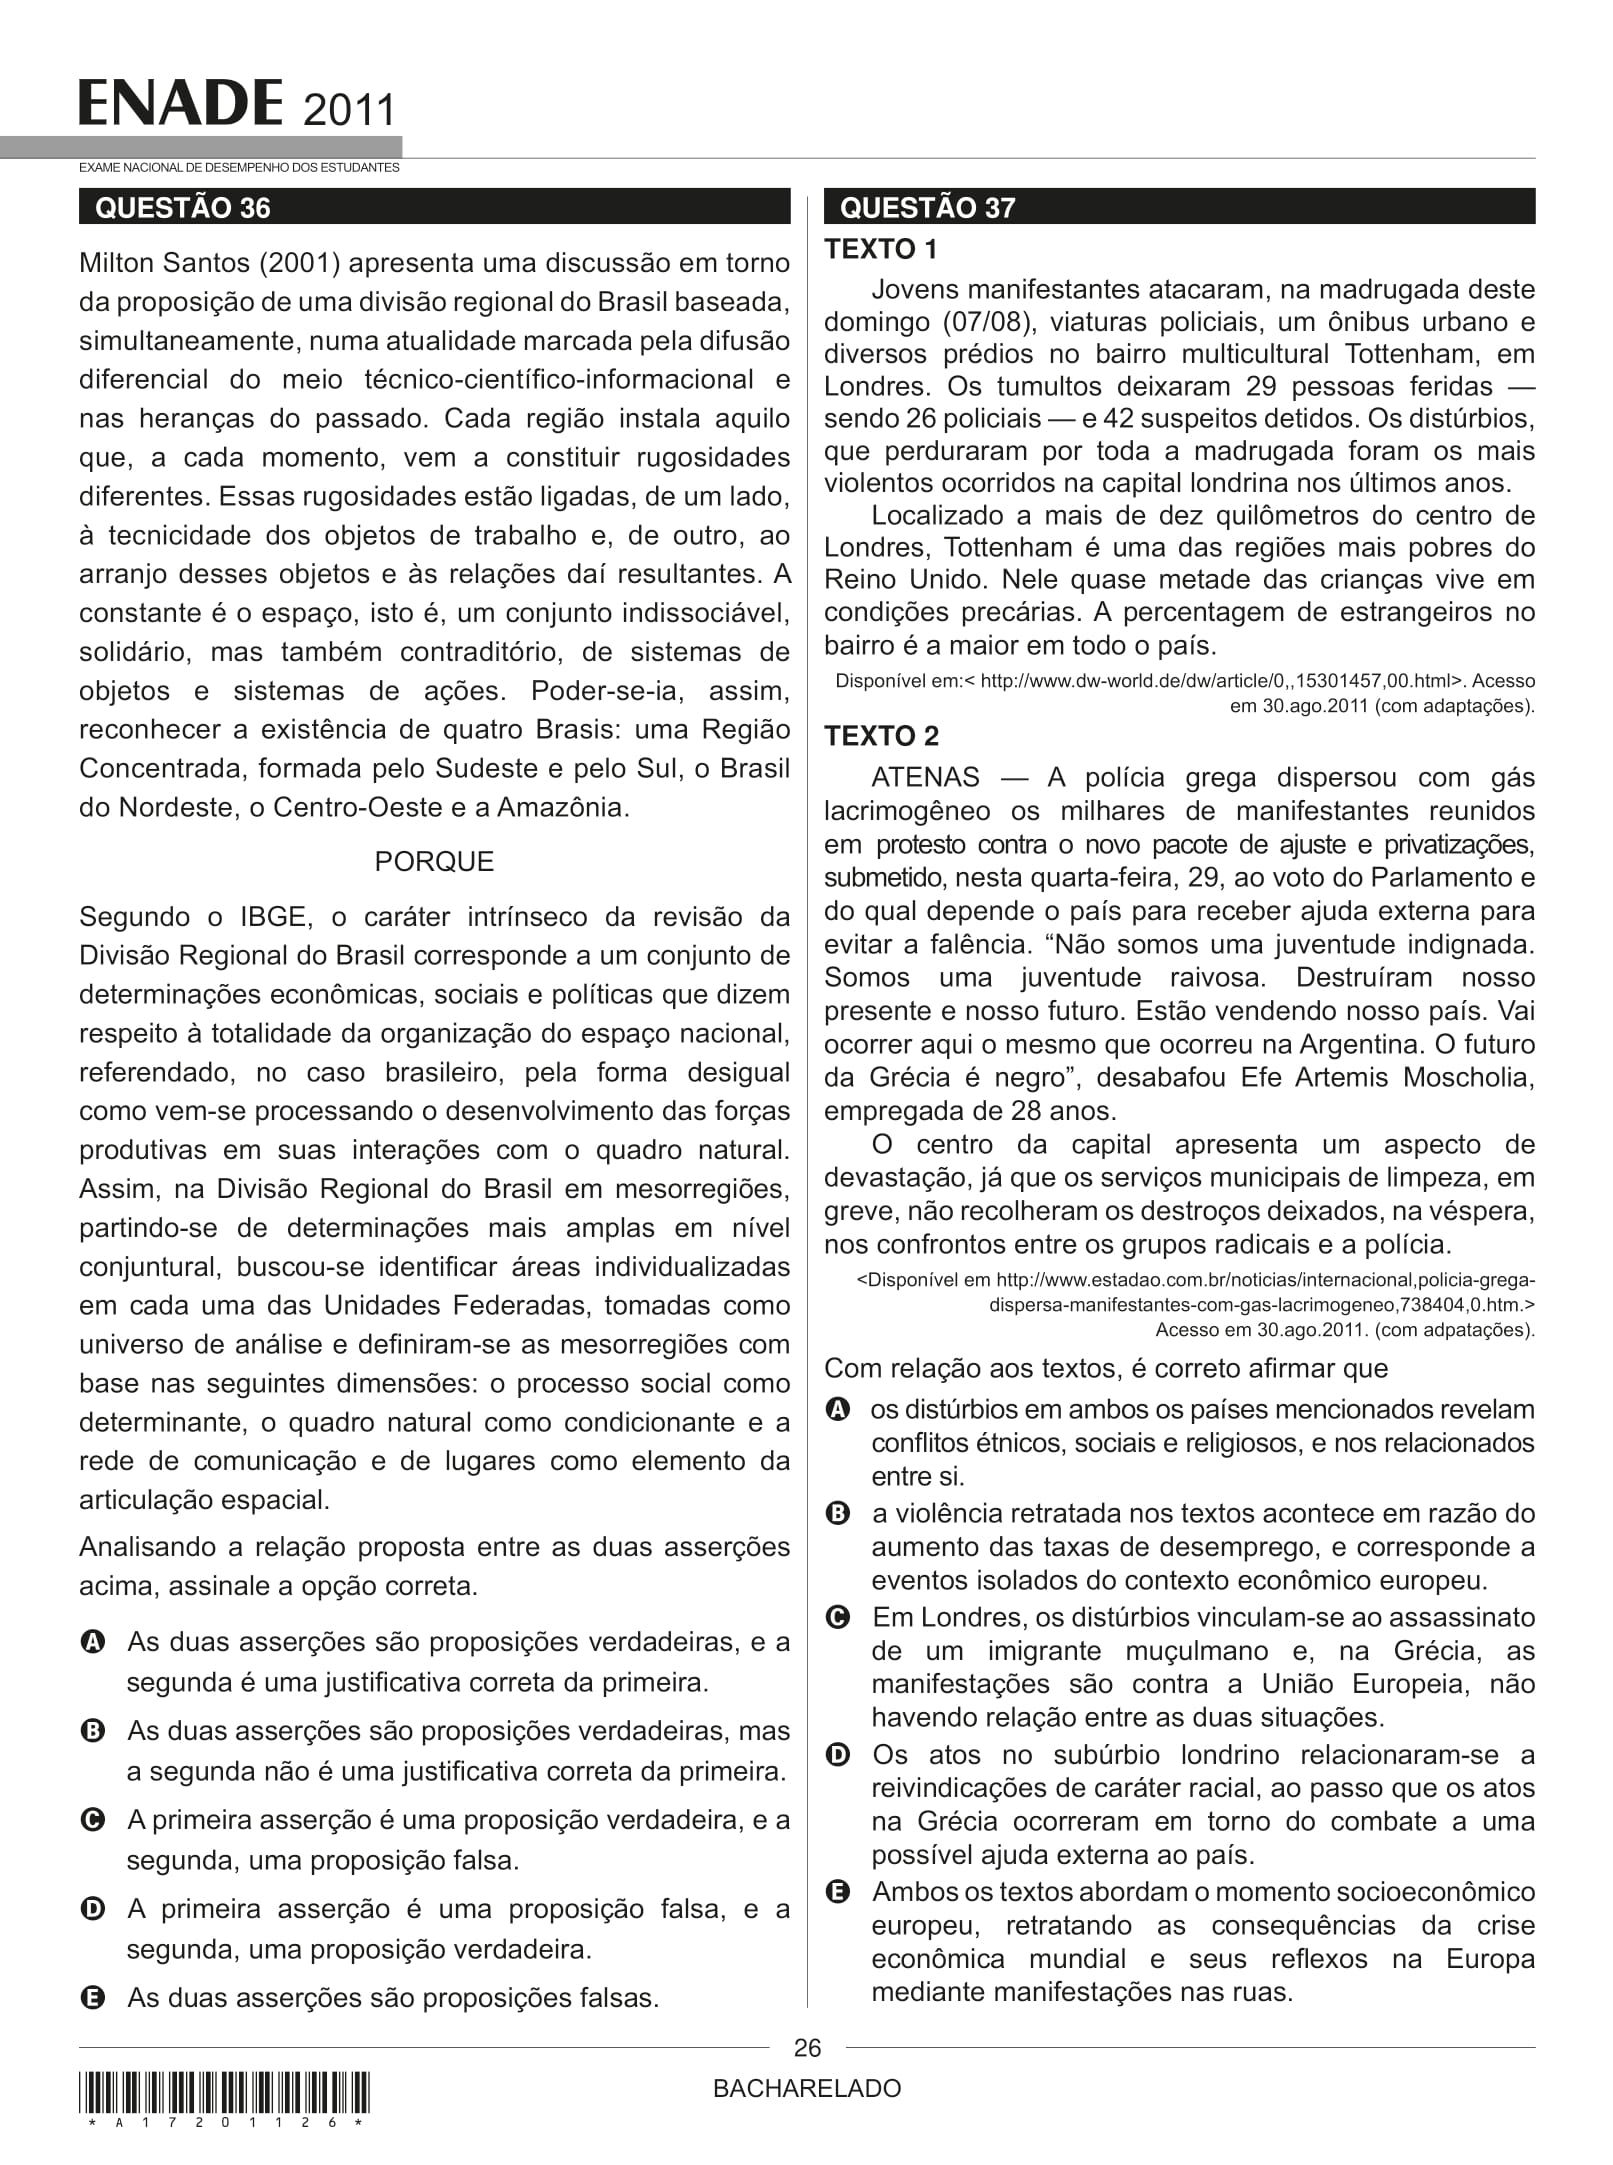 ENADE 2011
EXAME NACIONAL DE DESEMPENHO DOS ESTUDANTES
QUESTÃO 36
Milton Santos (2001) apresenta uma discussão em torno
da proposição de uma divisão regional do Brasil baseada,
simultaneamente, numa atualidade marcada pela difusão
diferencial do meio técnico-científico-informacional e
nas heranças do passado. Cada região instala aquilo
que, a cada momento, vem a constituir rugosidades
diferentes. Essas rugosidades estão ligadas, de um lado,
à tecnicidade dos objetos de trabalho e, de outro, ao
arranjo desses objetos e às relações daí resultantes. A
constante é o espaço, isto é, um conjunto indissociável,
solidário, mas também contraditório, de sistemas de
objetos e sistemas de ações. Poder-se-ia, assim,
reconhecer a existência de quatro Brasis: uma Região
Concentrada, formada pelo Sudeste e pelo Sul, o Brasil
do Nordeste, o Centro-Oeste e a Amazônia.
PORQUE
Segundo o IBGE, o caráter intrínseco da revisão da
Divisão Regional do Brasil corresponde a um conjunto de
determinações econômicas, sociais e políticas que dizem
respeito à totalidade da organização do espaço nacional,
referendado, no caso brasileiro, pela forma desigual
como vem-se processando o desenvolvimento das forças
produtivas em suas interações com o quadro natural.
Assim, na Divisão Regional do Brasil em mesorregiões,
partindo-se de determinações mais amplas em nível
conjuntural, buscou-se identificar áreas individualizadas
em cada uma das Unidades Federadas, tomadas como
universo de análise e definiram-se as mesorregiões com
base nas seguintes dimensões: o processo social como
determinante, o quadro natural como condicionante e a
rede de comunicação e de lugares como elemento da
articulação espacial.
Analisando a relação proposta entre as duas asserções
acima, assinale a opção correta.
A As duas asserções são proposições verdadeiras, e a
segunda é uma justificativa correta da primeira.
B As duas asserções são proposições verdadeiras, mas
a segunda não é uma justificativa correta da primeira.
C A primeira asserção é uma proposição verdadeira, e a
segunda, uma proposição falsa.
D A primeira asserção é uma proposição falsa, e a
segunda, uma proposição verdadeira.
E As duas asserções são proposições falsas.
QUESTÃO 37
TEXTO 1
Jovens manifestantes atacaram, na madrugada deste
domingo (07/08), viaturas policiais, um ônibus urbano e
diversos prédios no bairro multicultural Tottenham, em
Londres. Os tumultos deixaram 29 pessoas feridas —
sendo 26 policiais — e 42 suspeitos detidos. Os distúrbios,
que perduraram por toda a madrugada foram os mais
violentos ocorridos na capital londrina nos últimos anos.
Localizado a mais de dez quilômetros do centro de
Londres, Tottenham é uma das regiões mais pobres do
Reino Unido. Nele quase metade das crianças vive em
condições precárias. A percentagem de estrangeiros no
bairro é a maior em todo o país.
Disponível em:< http://www.dw-world.de/dw/article/0,,15301457,00.html>. Acesso
em 30.ago.2011 (com adaptações).
TEXTO 2
ATENAS — A polícia grega dispersou com gás
lacrimogêneo os milhares de manifestantes reunidos
em protesto contra o novo pacote de ajuste e privatizações,
submetido, nesta quarta-feira, 29, ao voto do Parlamento e
do qual depende o país para receber ajuda externa para
evitar a falência. “Não somos uma juventude indignada.
Somos uma juventude raivosa. Destruíram nosso
presente e nosso futuro. Estão vendendo nosso país. Vai
ocorrer aqui o mesmo que ocorreu na Argentina. O futuro
da Grécia é negro”, desabafou Efe Artemis Moscholia,
empregada de 28 anos.
O centro da capital apresenta um aspecto de
devastação, já que os serviços municipais de limpeza, em
greve, não recolheram os destroços deixados, na véspera,
nos confrontos entre os grupos radicais e a polícia.
<Disponível em http://www.estadao.com.br/noticias/internacional,policia-grega-
dispersa-manifestantes-com-gas-lacrimogeneo,738404,0.htm.>
Acesso em 30.ago.2011. (com adpatações).
Com relação aos textos, é correto afirmar que
A os distúrbios em ambos os países mencionados revelam
conflitos étnicos, sociais e religiosos, e nos relacionados
entre si.
B a violência retratada nos textos acontece em razão do
aumento das taxas de desemprego, e corresponde a
eventos isolados do contexto econômico europeu.
C Em Londres, os distúrbios vinculam-se ao assassinato
de um imigrante muçulmano e, na Grécia, as
manifestações são contra a União Europeia, não
havendo relação entre as duas situações.
D Os atos no subúrbio londrino relacionaram-se a
reivindicações de caráter racial, ao passo que os atos
na Grécia ocorreram em torno do combate a uma
possível ajuda externa ao país.
E Ambos os textos abordam o momento socioeconômico
europeu, retratando as consequências da crise
econômica mundial e seus reflexos na Europa
mediante manifestações nas ruas.
26
BACHARELADO
* A 1 7 2 0 1 1 2 6 *